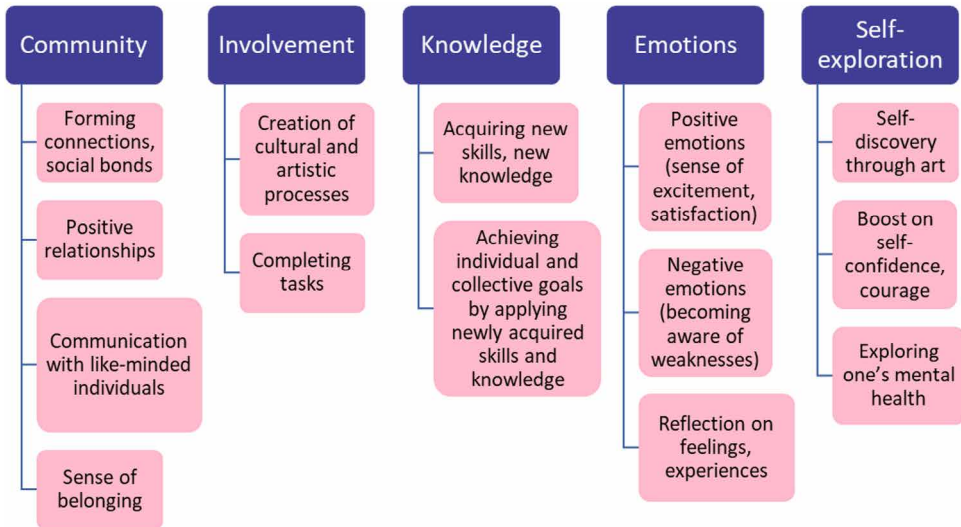 Community
Forming
connections,
social bonds
Positive
relationships
Communication
with like-minded
individuals
Sense of
belonging
Involvement
Creation of
cultural and
artistic
processes
Completing
tasks
Knowledge
Acquiring new
skills, new
knowledge
Achieving
individual and
collective goals
by applying
newly acquired
skills and
knowledge
Emotions
Positive
emotions
(sense of
excitement,
satisfaction)
Negative
emotions
(becoming
aware of
weaknesses)
Reflection on
feelings,
experiences
Self-
exploration
Self-
discovery
through art
Boost on
self-
confidence,
courage
Exploring
one's mental
health